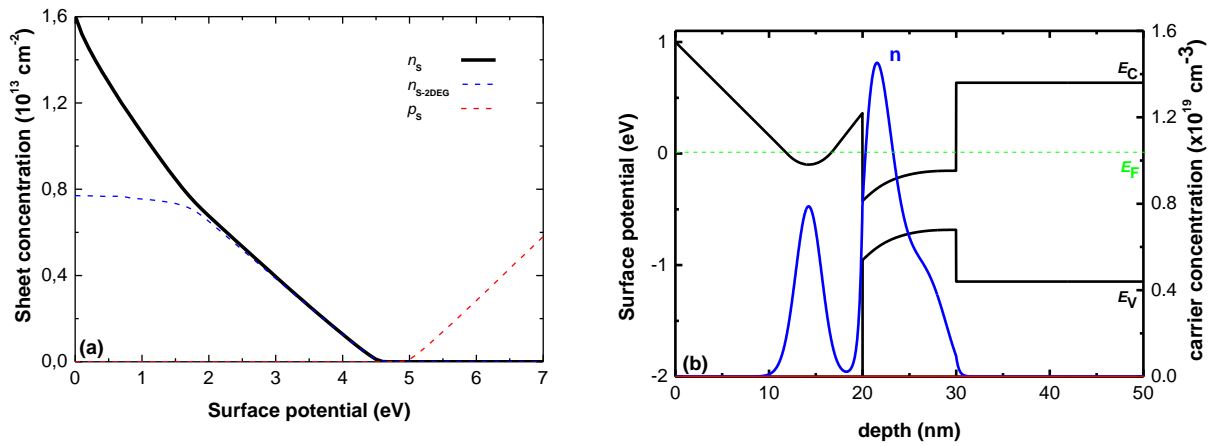 1,6
1,2
0,8
0,4
0,0
Sheet concentration (10^13 cm^-2)
n_S
n_S-2DEG
p_S
(a)
0 1 2 3 4 5 6 7
Surface potential (eV)
(b)
1
0
-1
-2
Surface potential (eV)
n
E_C
E_F
E_V
1.6
1.2
0.8
0.4
0.0
carrier concentration (x10^19 cm^-3)
0 10 20 30 40 50
depth (nm)